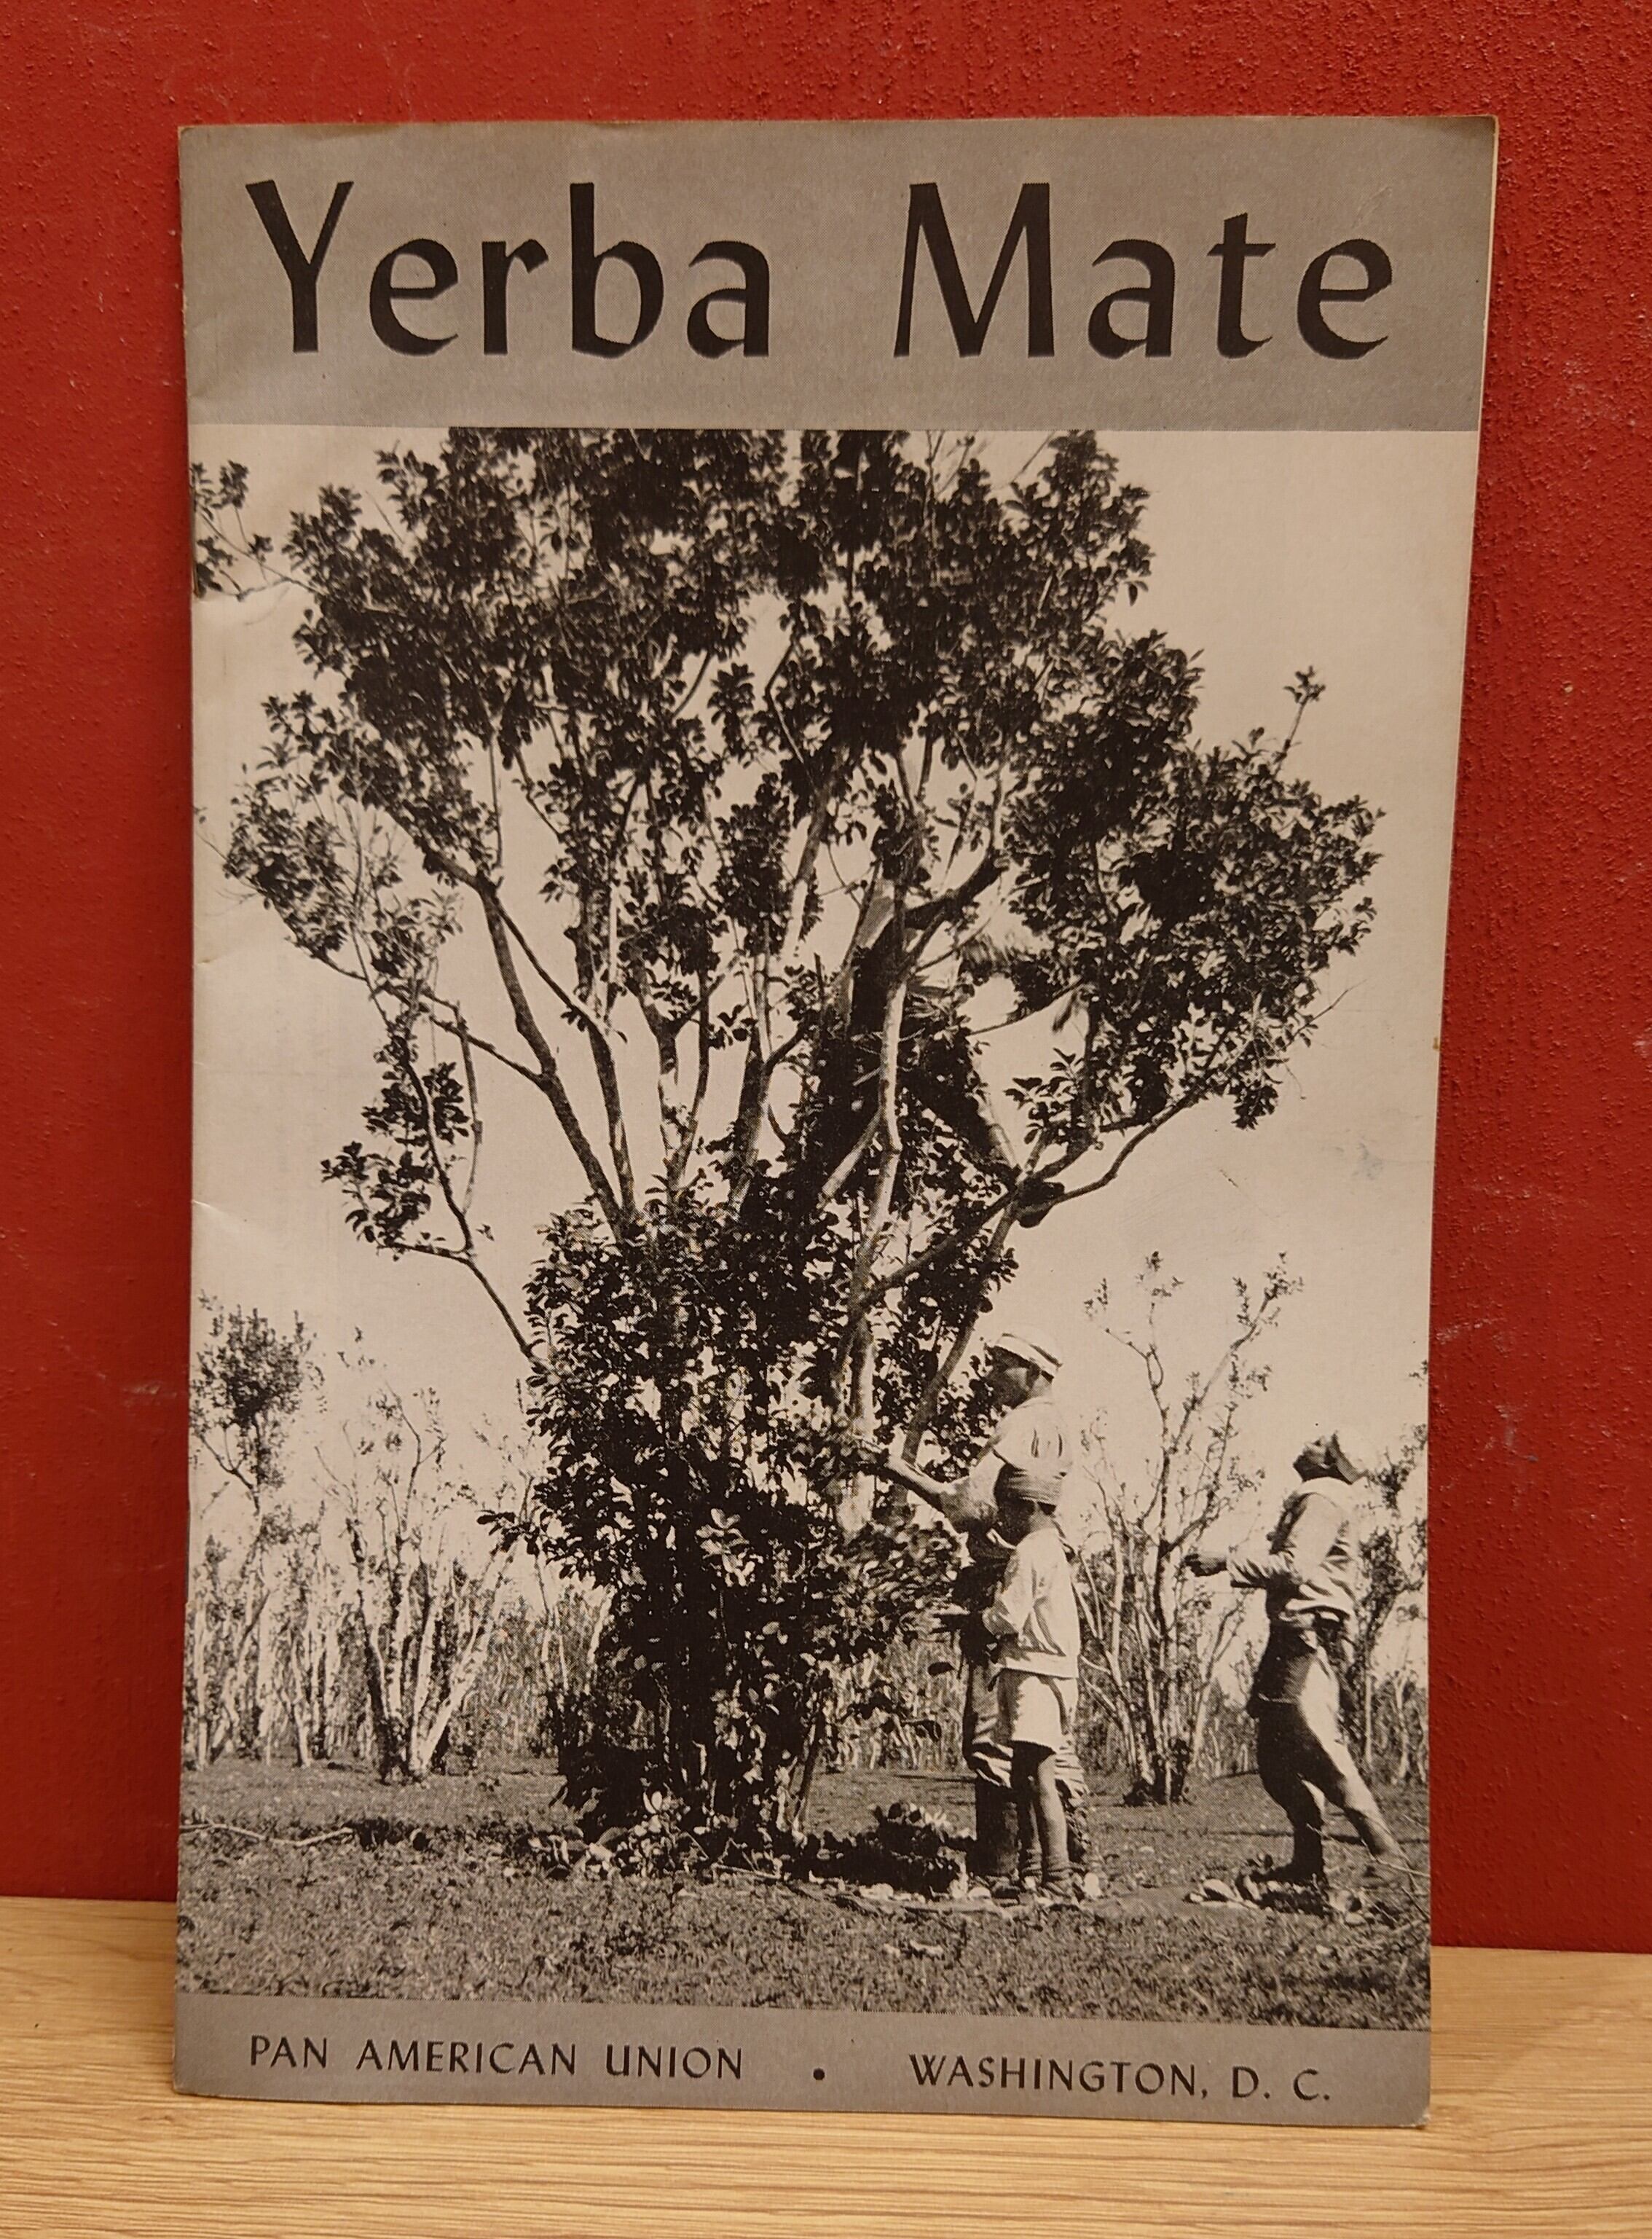 Yerba Mate
PAN AMERICAN UNION • WASHINGTON, D. C.